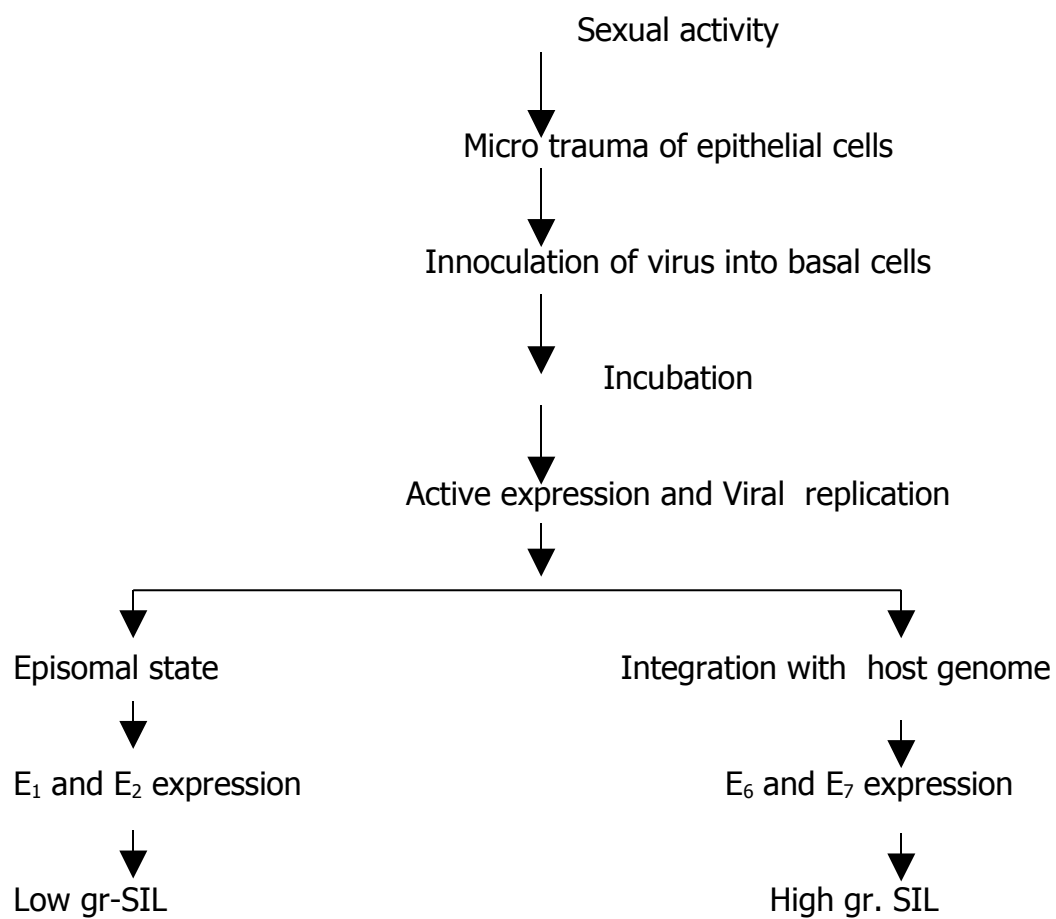 Sexual activity
Micro trauma of epithelial cells
Innoculation of virus into basal cells
Incubation
Active expression and Viral  replication
Episomal state
Integration with  host genome
E₁ and E₂ expression
E₆ and E₇ expression
Low gr-SIL
High gr. SIL